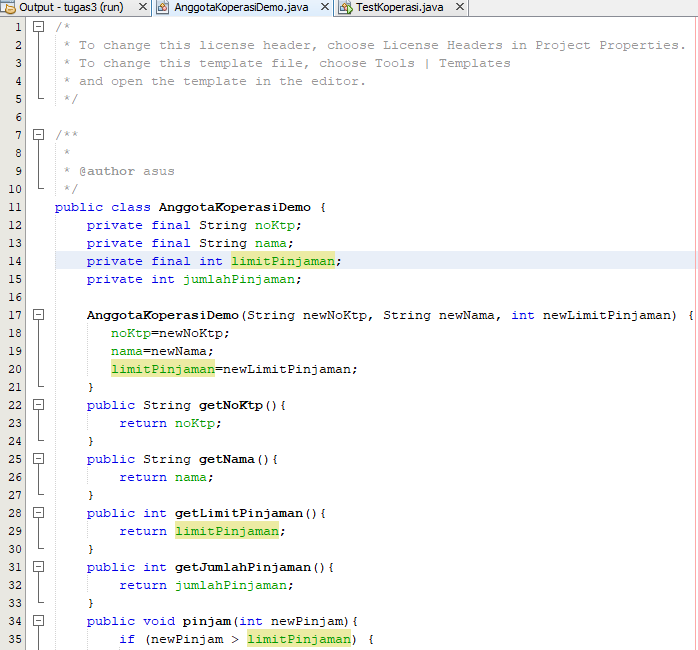 Output - tugas3 (run) × AnggotaKoperasiDemo.java × TestKoperasi.java ×
1 /*
2 * To change this license header, choose License Headers in Project Properties.
3 * To change this template file, choose Tools | Templates
4 * and open the template in the editor.
5 */
6
7 /**
8 *
9 * @author asus
10 */
11 public class AnggotaKoperasiDemo {
12 private final String noKtp;
13 private final String nama;
14 private final int limitPinjaman;
15 private int jumlahPinjaman;
16
17 AnggotaKoperasiDemo(String newNoKtp, String newNama, int newLimitPinjaman) {
18 noKtp=newNoKtp;
19 nama=newNama;
20 limitPinjaman=newLimitPinjaman;
21 }
22 public String getNoKtp(){
23 return noKtp;
24 }
25 public String getNama(){
26 return nama;
27 }
28 public int getLimitPinjaman(){
29 return limitPinjaman;
30 }
31 public int getJumlahPinjaman(){
32 return jumlahPinjaman;
33 }
34 public void pinjam(int newPinjam){
35 if (newPinjam > limitPinjaman) {